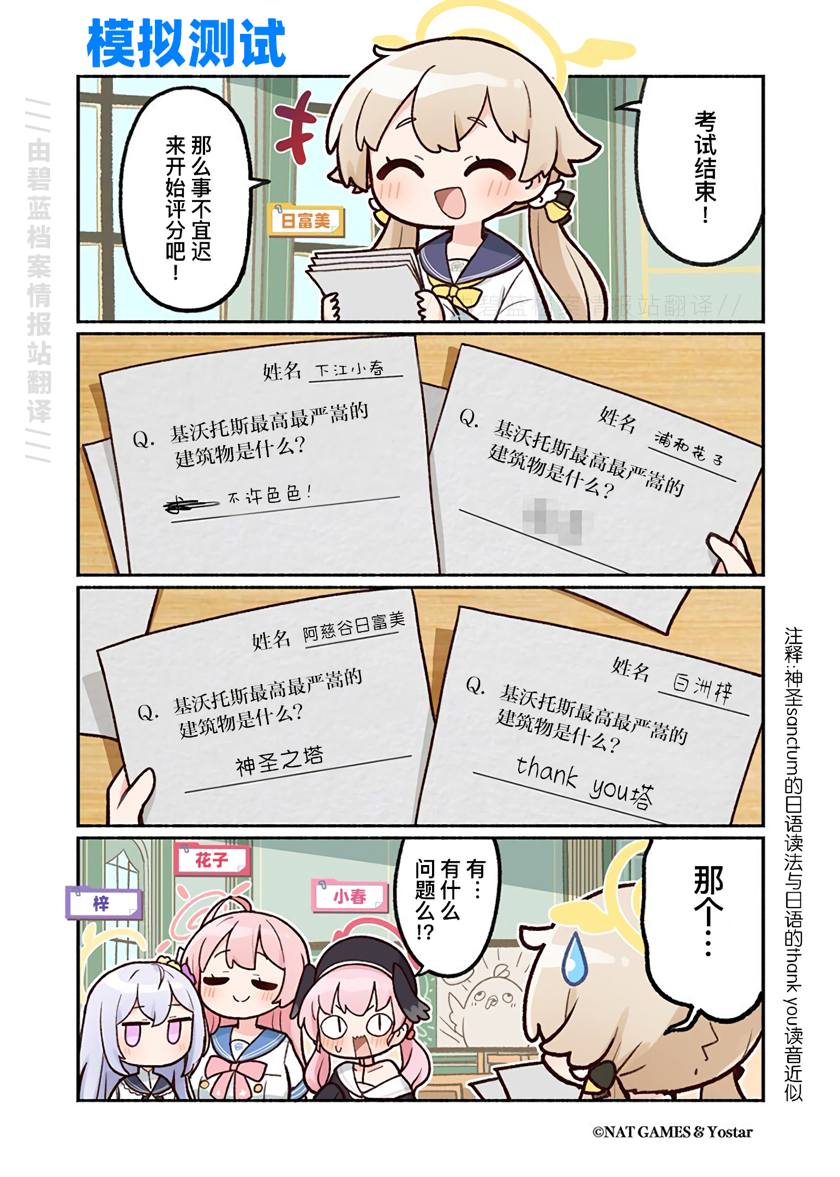 模拟测试
///由碧蓝档案情报站翻译///
考试结束！
那么事不宜迟
来开始评分吧！
日富美
由碧蓝档案情报站翻译//
姓名 下江小春
Q. 基沃托斯最高最严嵩的
建筑物是什么?
不许色色!
姓名 浦和花子
Q. 基沃托斯最高最严嵩的
建筑物是什么?
姓名 阿慈谷日富美
Q. 基沃托斯最高最严嵩的
建筑物是什么?
神圣之塔
姓名 白洲梓
Q. 基沃托斯最高最严嵩的
建筑物是什么?
thank you塔
注释:神圣sanctum的日语读法与日语的thank you读音近似
那个…
有…
有什么
问题么!?
小春
花子
梓
©NAT GAMES & Yostar